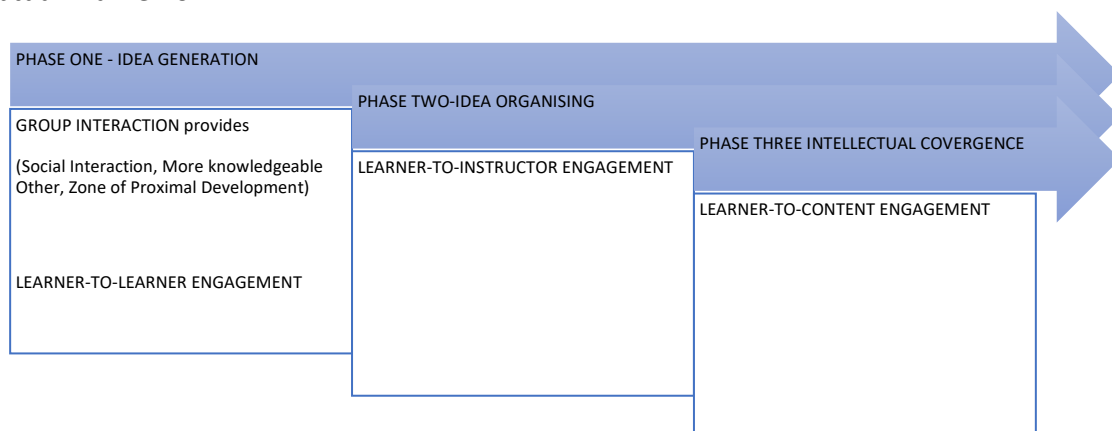 PHASE ONE - IDEA GENERATION
GROUP INTERACTION provides
(Social Interaction, More knowledgeable
Other, Zone of Proximal Development)
LEARNER-TO-LEARNER ENGAGEMENT
PHASE TWO-IDEA ORGANISING
LEARNER-TO-INSTRUCTOR ENGAGEMENT
PHASE THREE INTELLECTUAL COVERGENCE
LEARNER-TO-CONTENT ENGAGEMENT